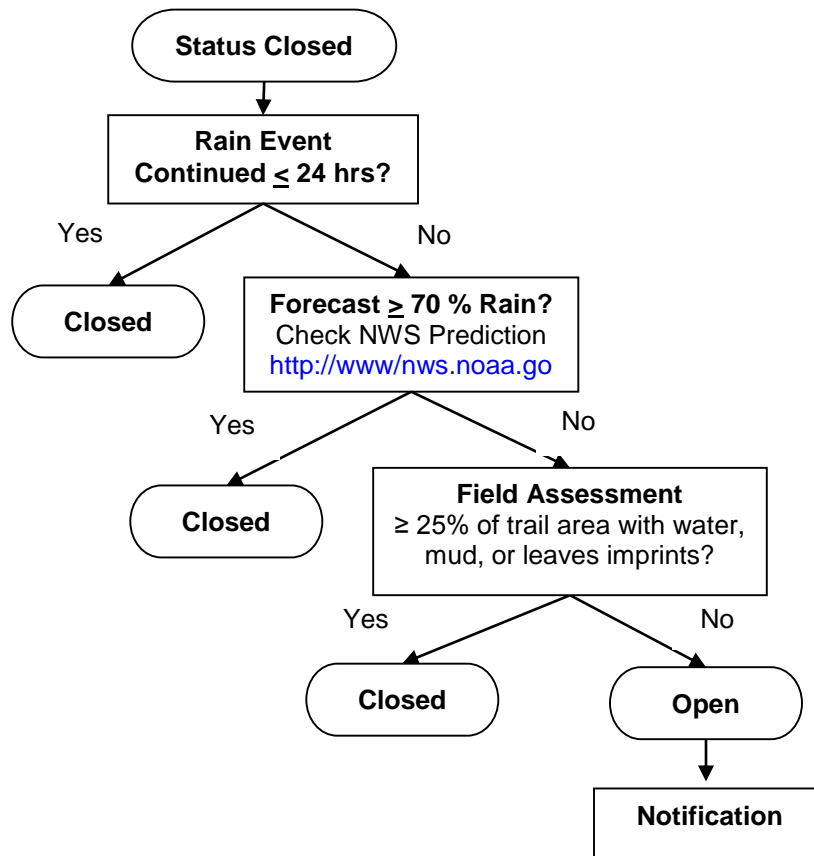 Status Closed
Rain Event
Continued ≤ 24 hrs?
Yes
No
Closed
Forecast ≥ 70 % Rain?
Check NWS Prediction
http://www/nws.noaa.go
Yes
No
Closed
Field Assessment
≥ 25% of trail area with water,
mud, or leaves imprints?
Yes
No
Closed
Open
Notification